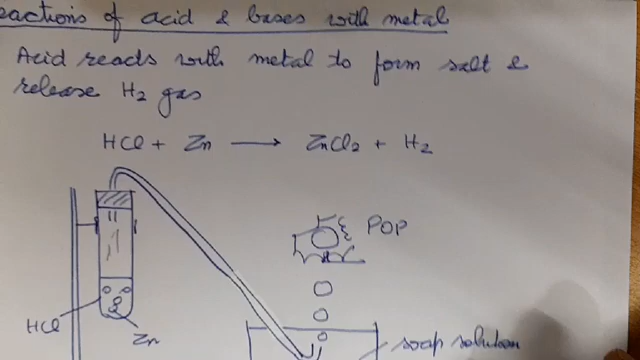 reactions of acid & bases with metal
Acid reacts with metal to form salt &
release H2 gas
HCl + Zn → ZnCl2 + H2
POP
HCl
Zn
soap solution